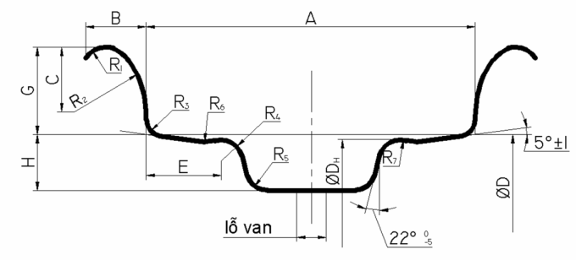 B
A
G
C
R1
R2
R3
R6
R4
H
E
R5
R7
ØDH
ØD
5°±1
22° 0 -5
lỗ van